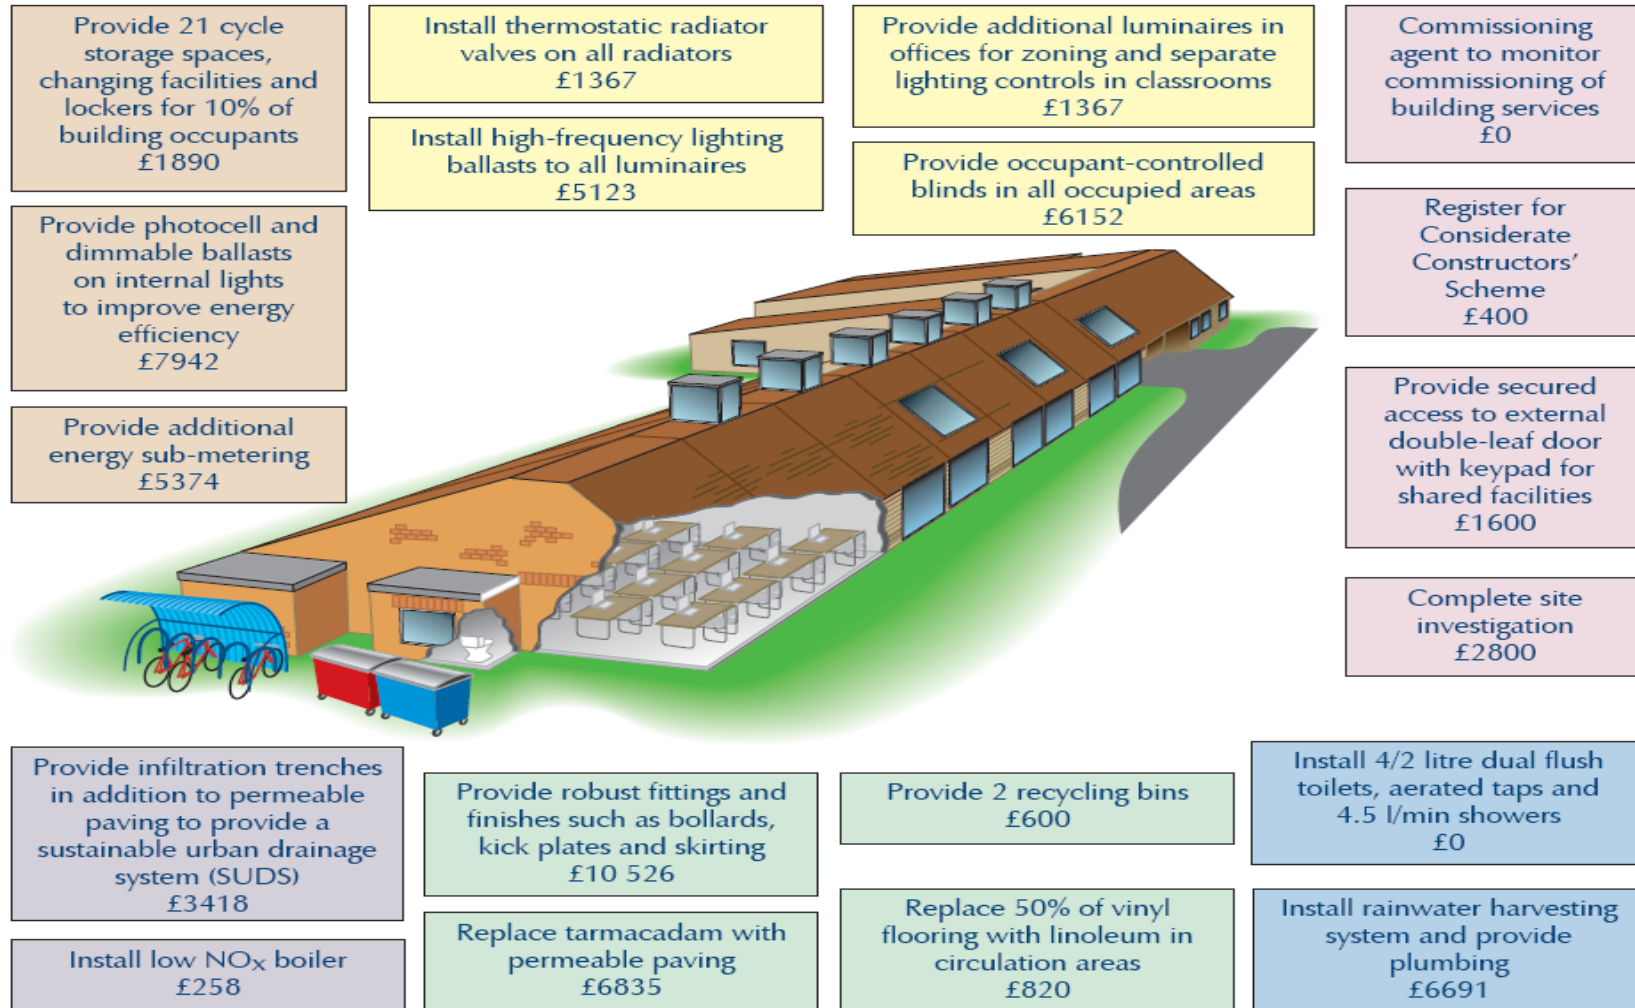 Provide 21 cycle
storage spaces,
changing facilities and
lockers for 10% of
building occupants
£1890
Install thermostatic radiator
valves on all radiators
£1367
Install high-frequency lighting
ballasts to all luminaires
£5123
Provide additional luminaires in
offices for zoning and separate
lighting controls in classrooms
£1367
Provide occupant-controlled
blinds in all occupied areas
£6152
Commissioning
agent to monitor
commissioning of
building services
£0
Provide photocell and
dimmable ballasts
on internal lights
to improve energy
efficiency
£7942
Provide additional
energy sub-metering
£5374
Register for
Considerate
Constructors’
Scheme
£400
Provide secured
access to external
double-leaf door
with keypad for
shared facilities
£1600
Complete site
investigation
£2800
Provide infiltration trenches
in addition to permeable
paving to provide a
sustainable urban drainage
system (SUDS)
£3418
Install low NOX boiler
£258
Provide robust fittings and
finishes such as bollards,
kick plates and skirting
£10 526
Replace tarmacadam with
permeable paving
£6835
Provide 2 recycling bins
£600
Replace 50% of vinyl
flooring with linoleum in
circulation areas
£820
Install 4/2 litre dual flush
toilets, aerated taps and
4.5 l/min showers
£0
Install rainwater harvesting
system and provide
plumbing
£6691